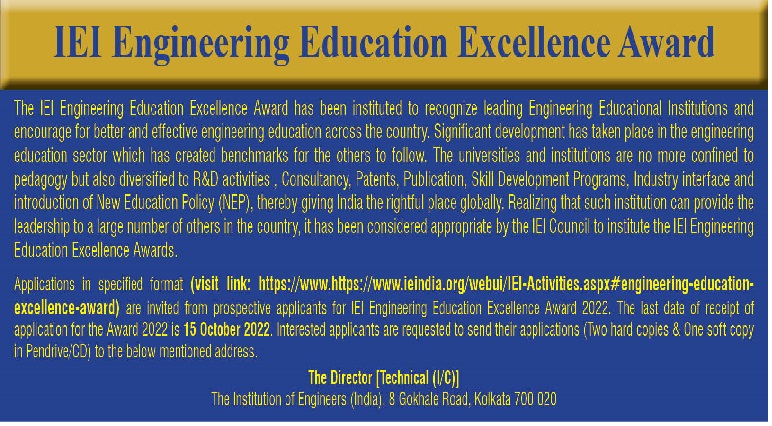 IEI Engineering Education Excellence Award
The IEI Engineering Education Excellence Award has been instituted to recognize leading Engineering Educational Institutions and
encourage for better and effective engineering education across the country. Significant development has taken place in the engineering
education sector which has created benchmarks for the others to follow. The universities and institutions are no more confined to
pedagogy but also diversified to R&D activities , Consultancy, Patents, Publication, Skill Development Programs, Industry interface and
introduction of New Education Policy (NEP), thereby giving India the rightful place globally. Realizing that such institution can provide the
leadership to a large number of others in the country, it has been considered appropriate by the IEI Council to institute the IEI Engineering
Education Excellence Awards.
Applications in specified format (visit link: https://www.https://www.ieindia.org/webui/IEI-Activities.aspx#engineering-education-
excellence-award) are invited from prospective applicants for IEI Engineering Education Excellence Award 2022. The last date of receipt of
application for the Award 2022 is 15 October 2022. Interested applicants are requested to send their applications (Two hard copies & One soft copy
in Pendrive/CD) to the below mentioned address.
The Director [Technical (I/C)]
The Institution of Engineers (India). 8 Gokhale Road, Kolkata 700 020